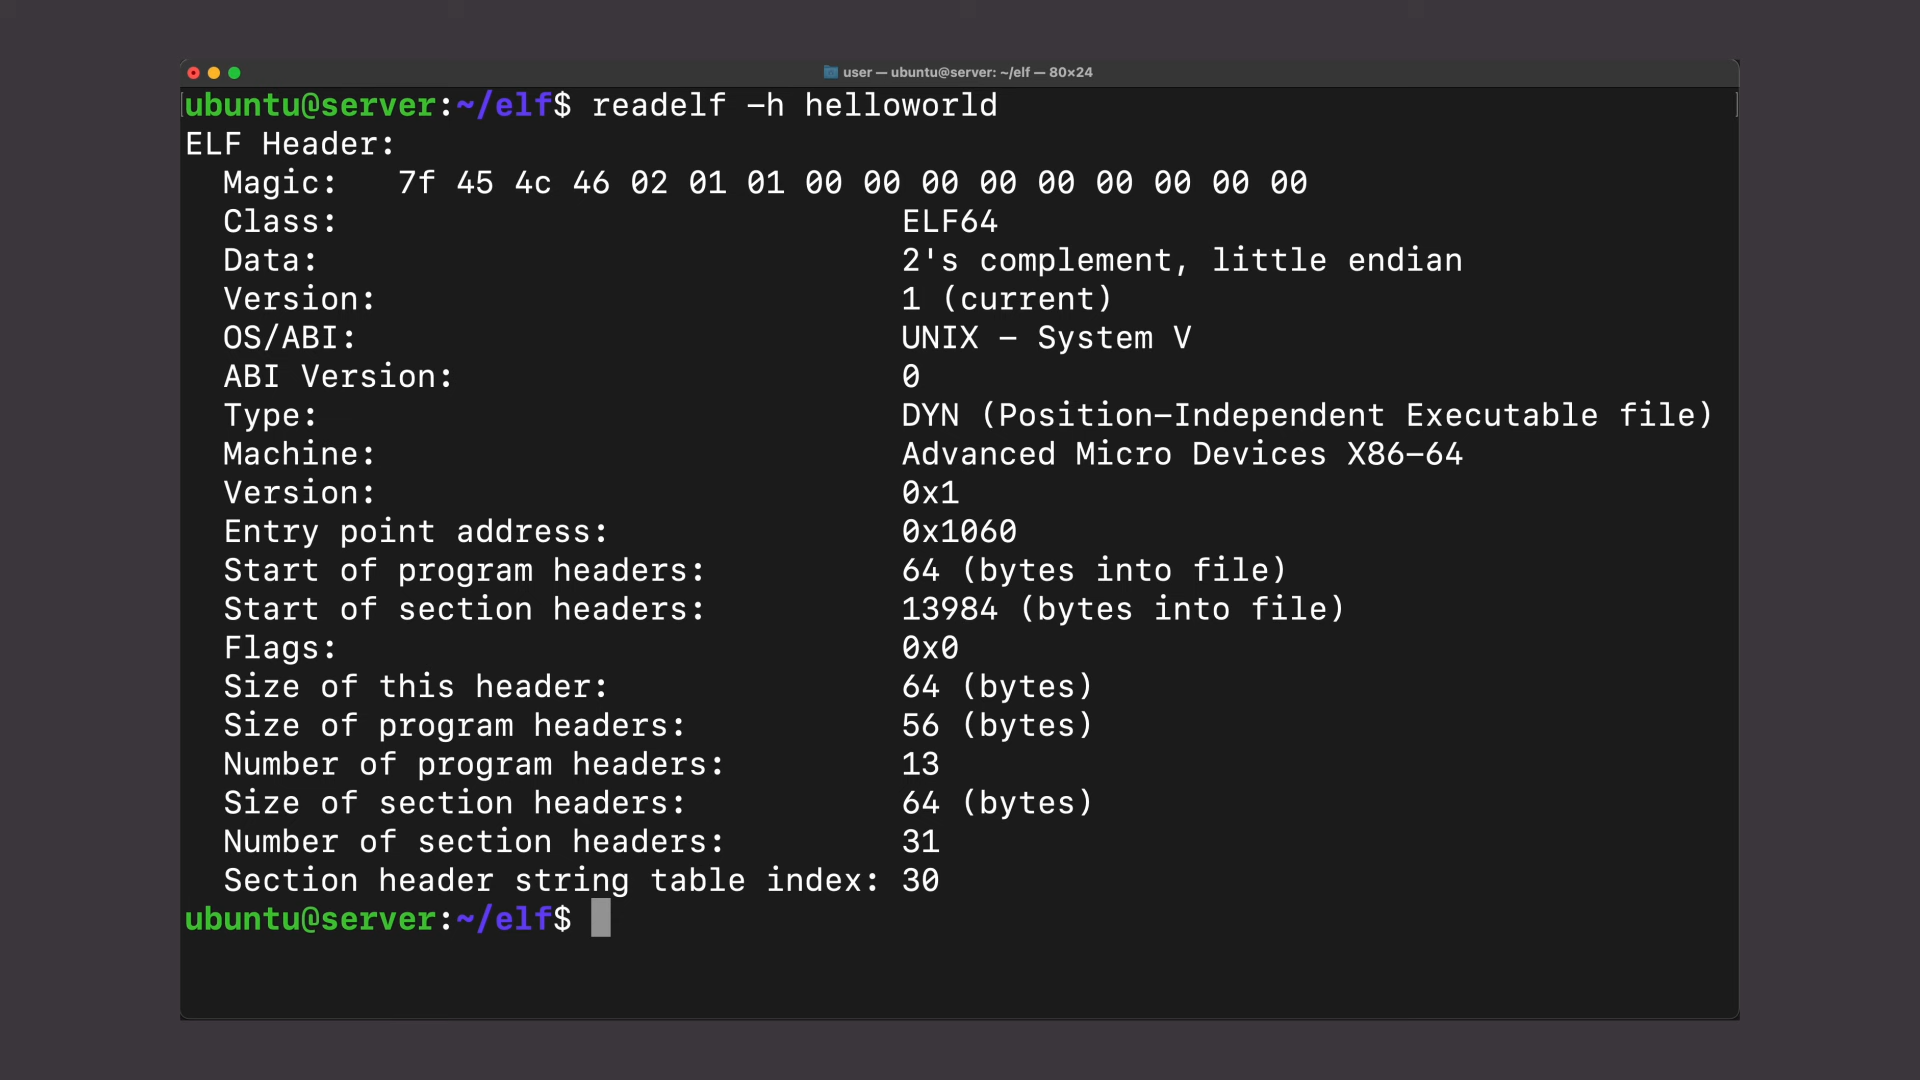 user — ubuntu@server: ~/elf — 80×24
ubuntu@server:~/elf$ readelf -h helloworld
ELF Header:
  Magic:   7f 45 4c 46 02 01 01 00 00 00 00 00 00 00 00 00
  Class:                             ELF64
  Data:                              2's complement, little endian
  Version:                           1 (current)
  OS/ABI:                            UNIX - System V
  ABI Version:                       0
  Type:                              DYN (Position-Independent Executable file)
  Machine:                           Advanced Micro Devices X86-64
  Version:                           0x1
  Entry point address:               0x1060
  Start of program headers:          64 (bytes into file)
  Start of section headers:          13984 (bytes into file)
  Flags:                             0x0
  Size of this header:               64 (bytes)
  Size of program headers:           56 (bytes)
  Number of program headers:         13
  Size of section headers:           64 (bytes)
  Number of section headers:         31
  Section header string table index: 30
ubuntu@server:~/elf$